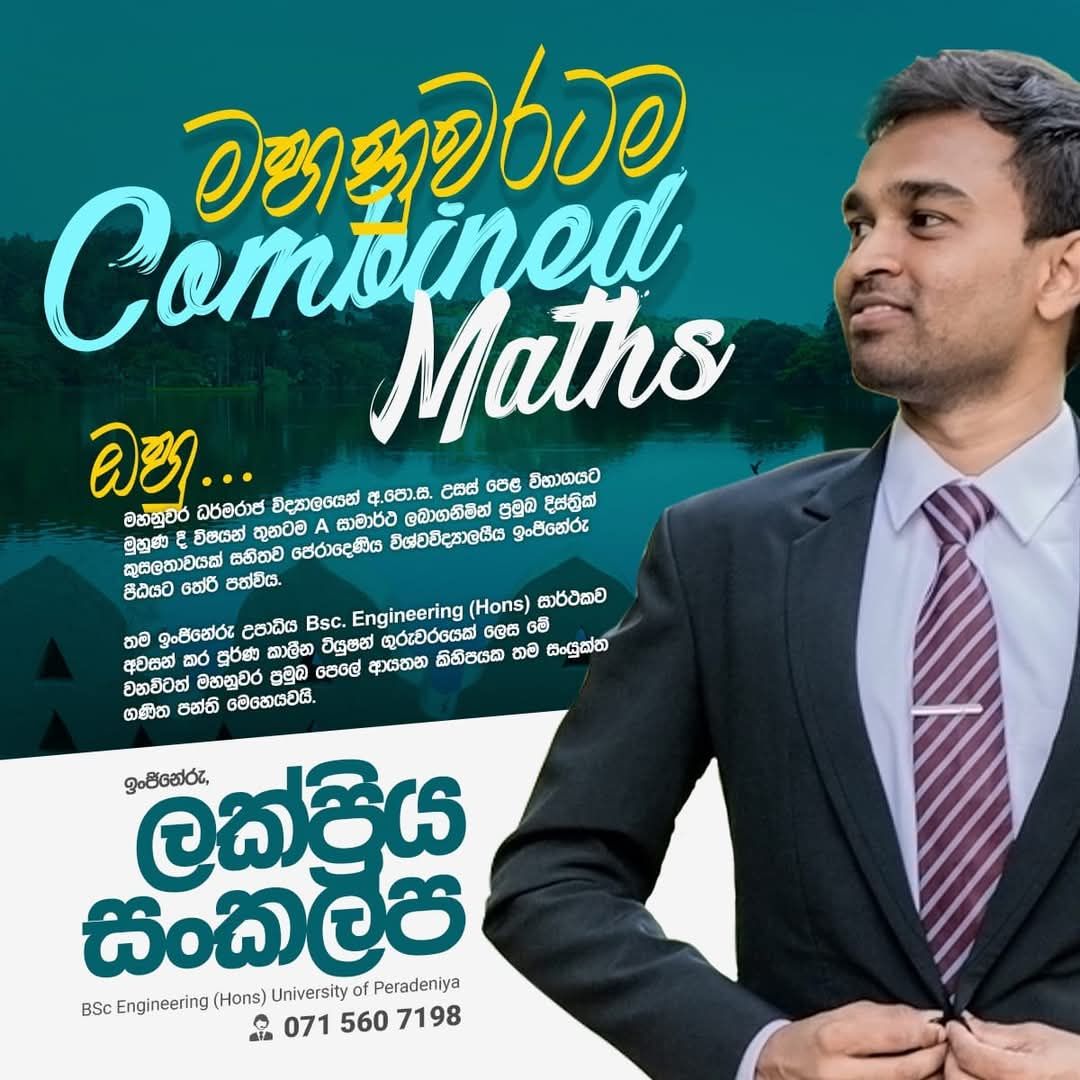 මහනුවරටම
Combined
Maths
ඔහු...
මහනුවර ධර්මරාජ විද්‍යාලයෙන් අ.පො.ස. උසස් පෙළ විභාගයට
මුහුණ දී විෂයන් තුනටම A සාමාර්ථ ලබාගනිමින් ප්‍රමුඛ දිස්ත්‍රික්
කුසලතාවයක් සහිතව පේරාදෙණිය විශ්වවිද්‍යාලයීය ඉංජිනේරු
පීඨයට තේරී පත්විය.
තම ඉංජිනේරු උපාධිය Bsc. Engineering (Hons) සාර්ථකව
අවසන් කර පූර්ණ කාලීන ටියුෂන් ගුරුවරයෙක් ලෙස මේ
වනවිටත් මහනුවර ප්‍රමුඛ පෙලේ ආයතන කිහිපයක තම සංයුක්ත
ගණිත පන්ති මෙහෙයවයි.
ඉංජිනේරු,
ලක්ප්‍රිය
සංකල්ප
BSc Engineering (Hons) University of Peradeniya
071 560 7198